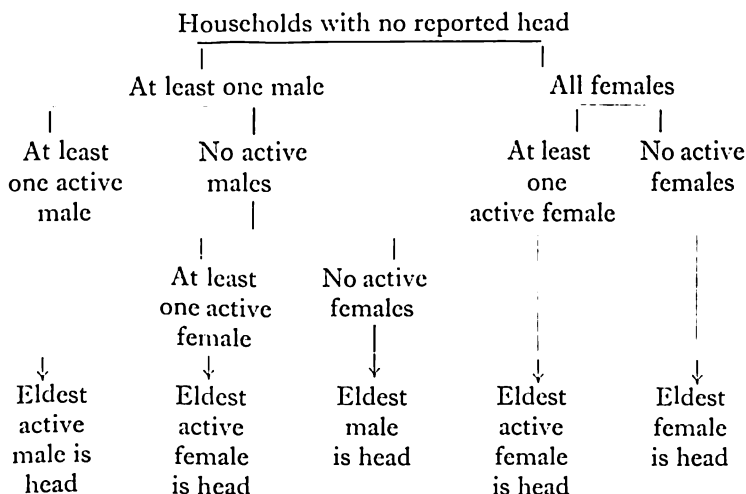 Households with no reported head
At least one male
All females
At least
one active
male
No active
males
At least
one
active female
No active
females
At least
one active
female
No active
females
Eldest
active
male is
head
Eldest
active
female
is head
Eldest
male
is head
Eldest
active
female
is head
Eldest
female
is head